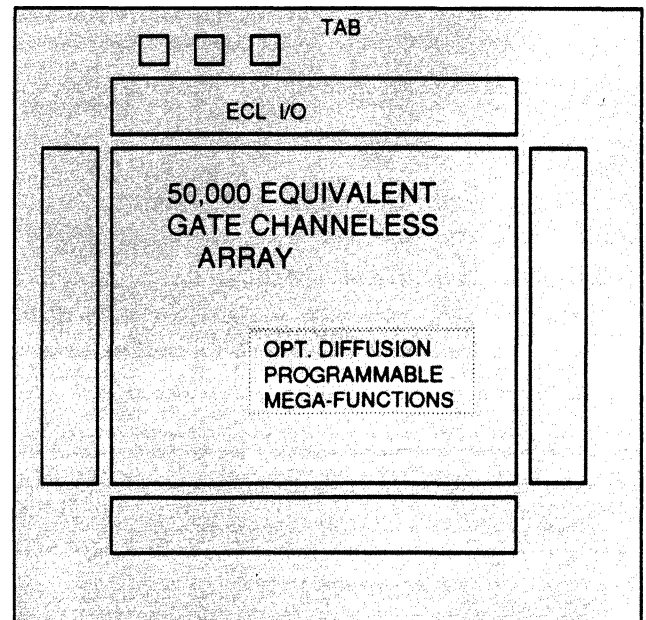 TAB
ECL I/O
50,000 EQUIVALENT
GATE CHANNELESS
ARRAY
OPT. DIFFUSION
PROGRAMMABLE
MEGA-FUNCTIONS